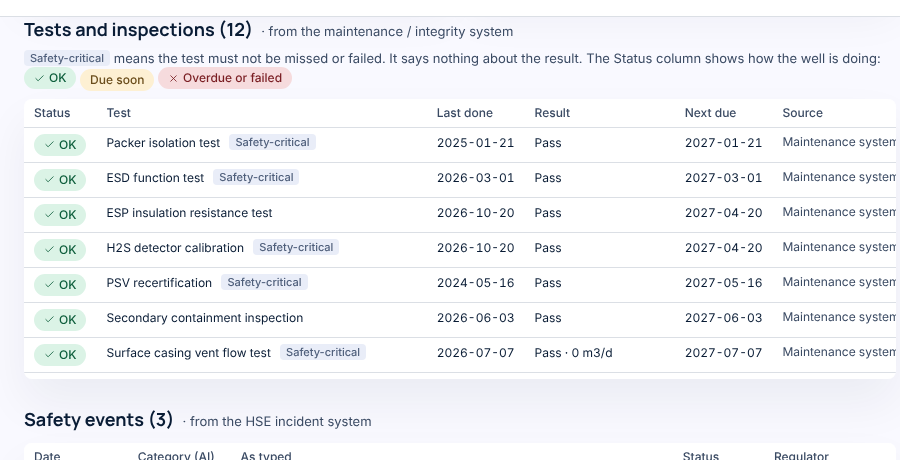 Tests and inspections (12) · from the maintenance / integrity system
Safety-critical means the test must not be missed or failed. It says nothing about the result. The Status column shows how the well is doing:
✓ OK Due soon × Overdue or failed
Status Test Last done Result Next due Source
✓ OK Packer isolation test Safety-critical 2025-01-21 Pass 2027-01-21 Maintenance system
✓ OK ESD function test Safety-critical 2026-03-01 Pass 2027-03-01 Maintenance system
✓ OK ESP insulation resistance test 2026-10-20 Pass 2027-04-20 Maintenance system
✓ OK H2S detector calibration Safety-critical 2026-10-20 Pass 2027-04-20 Maintenance system
✓ OK PSV recertification Safety-critical 2024-05-16 Pass 2027-05-16 Maintenance system
✓ OK Secondary containment inspection 2026-06-03 Pass 2027-06-03 Maintenance system
✓ OK Surface casing vent flow test Safety-critical 2026-07-07 Pass · 0 m3/d 2027-07-07 Maintenance system
Safety events (3) · from the HSE incident system
Date Category (AI) As typed Status Regulator